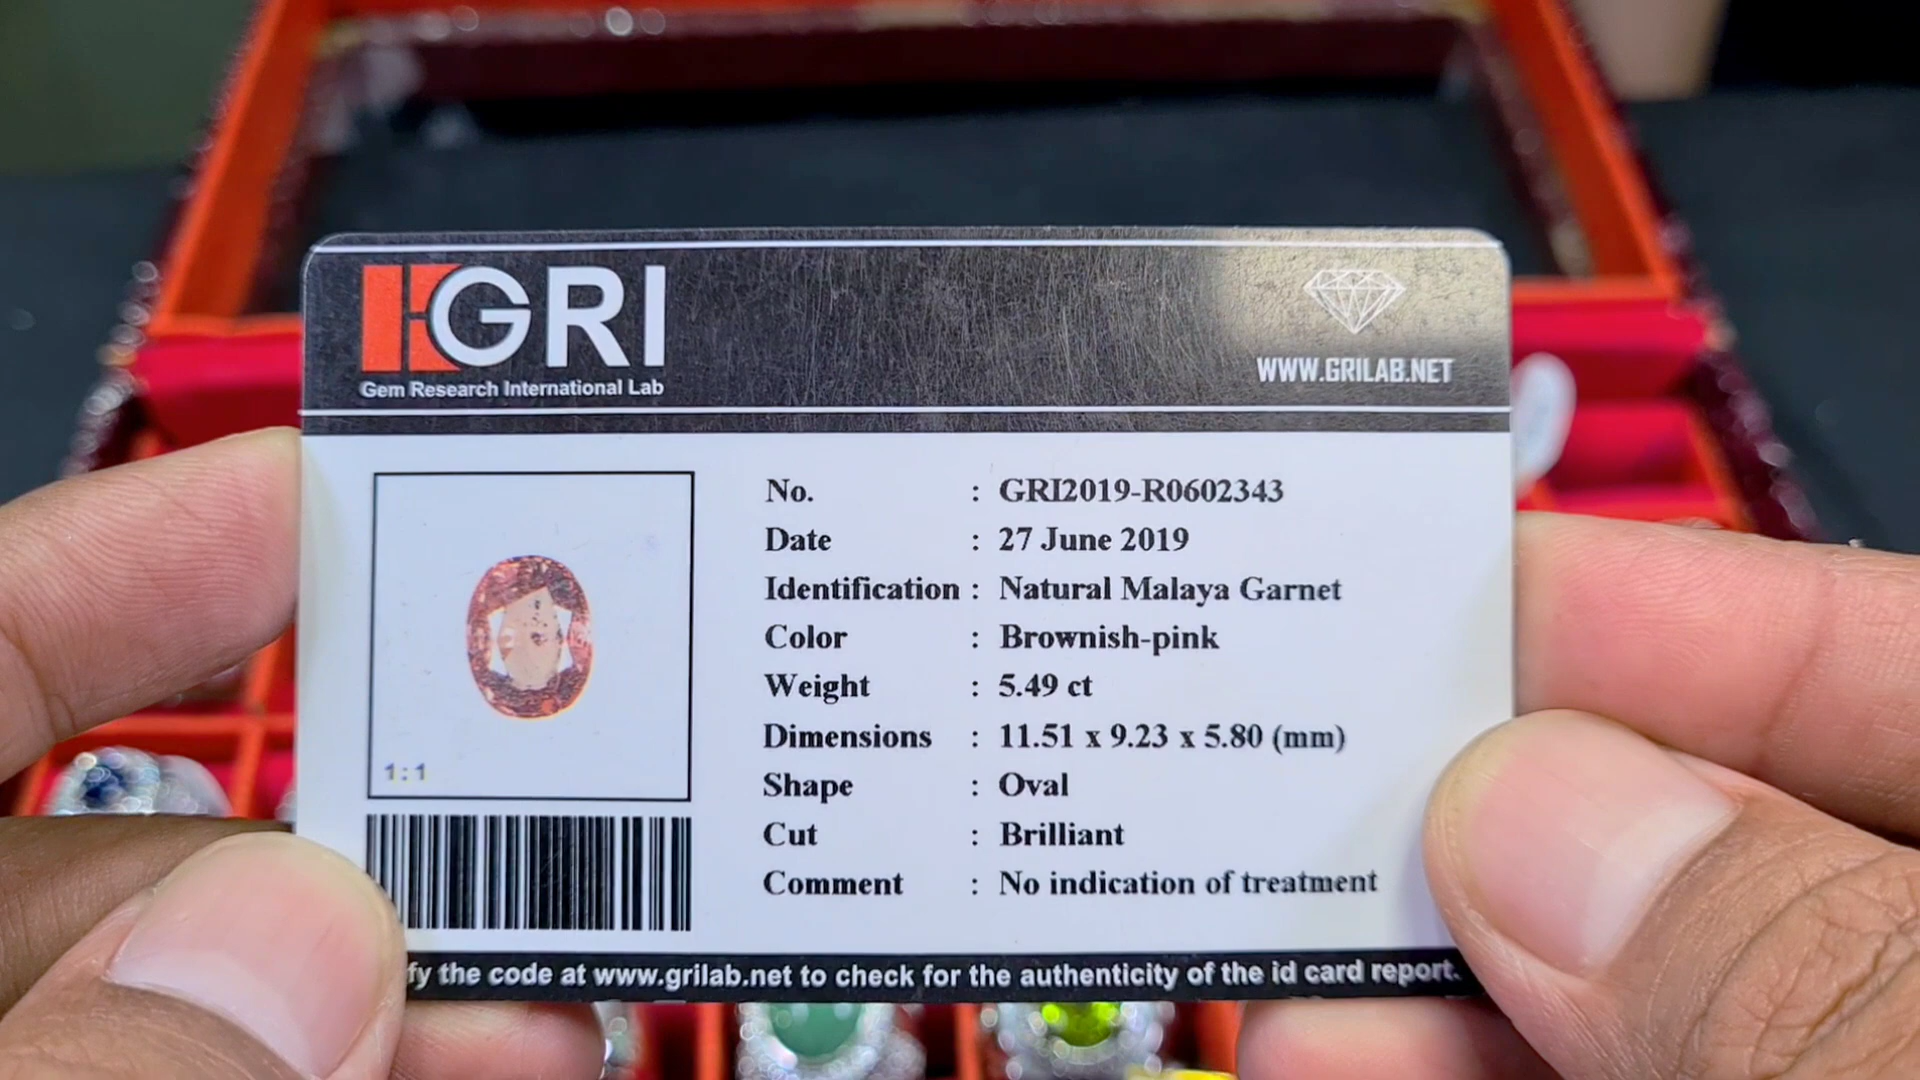 GRI
Gem Research International Lab
WWW.GRILAB.NET
No. : GRI2019-R0602343
Date : 27 June 2019
Identification : Natural Malaya Garnet
Color : Brownish-pink
Weight : 5.49 ct
Dimensions : 11.51 x 9.23 x 5.80 (mm)
Shape : Oval
Cut : Brilliant
Comment : No indication of treatment
1:1
fy the code at www.grilab.net to check for the authenticity of the id card report.